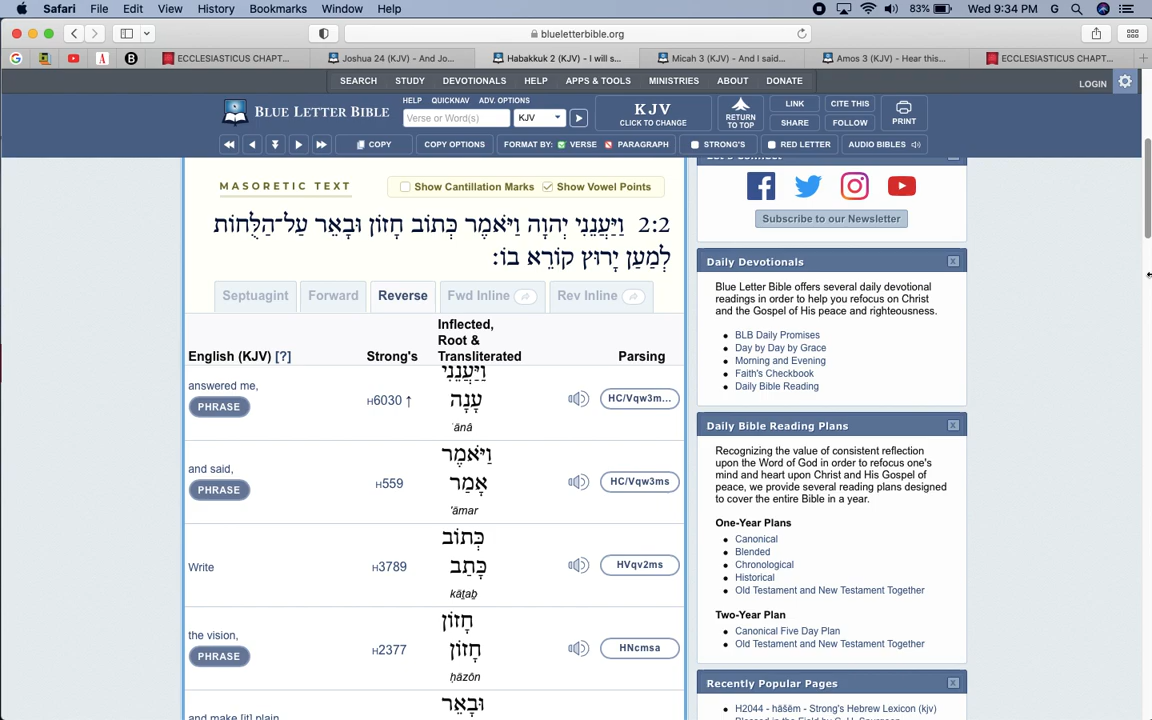 Safari File Edit View History Bookmarks Window Help 83% Wed 9:34 PM G
blueletterbible.org
ECCLESIASTICUS CHAPT... Joshua 24 (KJV) - And Jo... Habakkuk 2 (KJV) - I will s... Micah 3 (KJV) - And I said... Amos 3 (KJV) - Hear this... ECCLESIASTICUS CHAPT...
SEARCH STUDY DEVOTIONALS HELP APPS & TOOLS MINISTRIES ABOUT DONATE LOGIN
BLUE LETTER BIBLE
HELP QUICKNAV ADV. OPTIONS
Verse or Word(s) KJV
KJV
CLICK TO CHANGE
RETURN
TO TOP
LINK CITE THIS
SHARE FOLLOW
PRINT
COPY COPY OPTIONS FORMAT BY: VERSE PARAGRAPH STRONG'S RED LETTER AUDIO BIBLES
MASORETIC TEXT Show Cantillation Marks Show Vowel Points
2:2 וַיַּעֲנֵנִי יְהוָה וַיֹּאמֶר כְּתוֹב חָזוֹן וּבָאֵר עַל־הַלֻּחוֹת
לְמַעַן יָרוּץ קוֹרֵא בוֹ׃
Septuagint Forward Reverse Fwd Inline Rev Inline
English (KJV) [?] Strong's Inflected,
Root &
Transliterated Parsing
answered me,
PHRASE
H6030 ↑
וַיַּעֲנֵנִי
עָנָה
ʿānâ
HC/Vqw3m...
and said,
PHRASE
H559
וַיֹּאמֶר
אָמַר
'āmar
HC/Vqw3ms
Write
H3789
כְּתוֹב
כָּתַב
kāṯaḇ
HVqv2ms
the vision,
PHRASE
H2377
חָזוֹן
חָזוֹן
ḥāzôn
HNcmsa
and make [it] plain
וּבָאֵר
Let's Connect
Subscribe to our Newsletter
Daily Devotionals
Blue Letter Bible offers several daily devotional
readings in order to help you refocus on Christ
and the Gospel of His peace and righteousness.
BLB Daily Promises
Day by Day by Grace
Morning and Evening
Faith's Checkbook
Daily Bible Reading
Daily Bible Reading Plans
Recognizing the value of consistent reflection
upon the Word of God in order to refocus one's
mind and heart upon Christ and His Gospel of
peace, we provide several reading plans designed
to cover the entire Bible in a year.
One-Year Plans
Canonical
Blended
Chronological
Historical
Old Testament and New Testament Together
Two-Year Plan
Canonical Five Day Plan
Old Testament and New Testament Together
Recently Popular Pages
H2044 - hāšēm - Strong's Hebrew Lexicon (kjv)